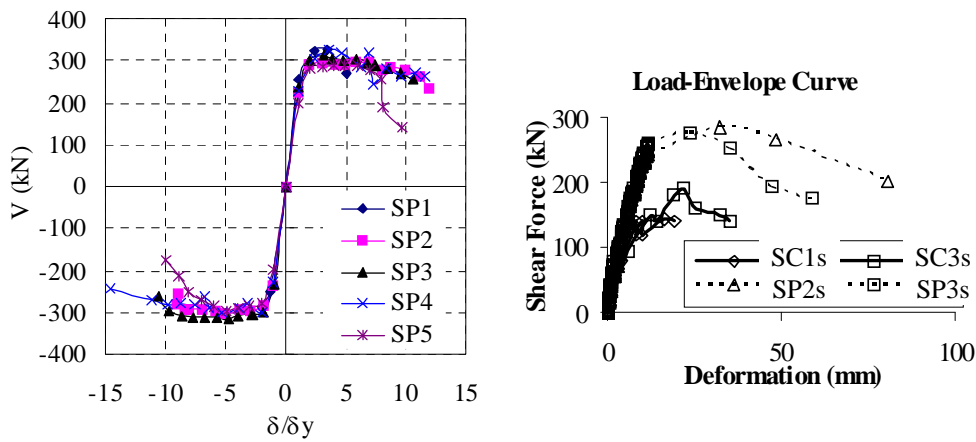 400
300
200
100
0
-100
-200
-300
-400
V (kN)
-15 -10 -5 0 5 10 15
δ/δy
SP1
SP2
SP3
SP4
SP5
Load-Envelope Curve
Shear Force (kN)
300
200
100
0
0 50 100
Deformation (mm)
SC1s SC3s
SP2s SP3s